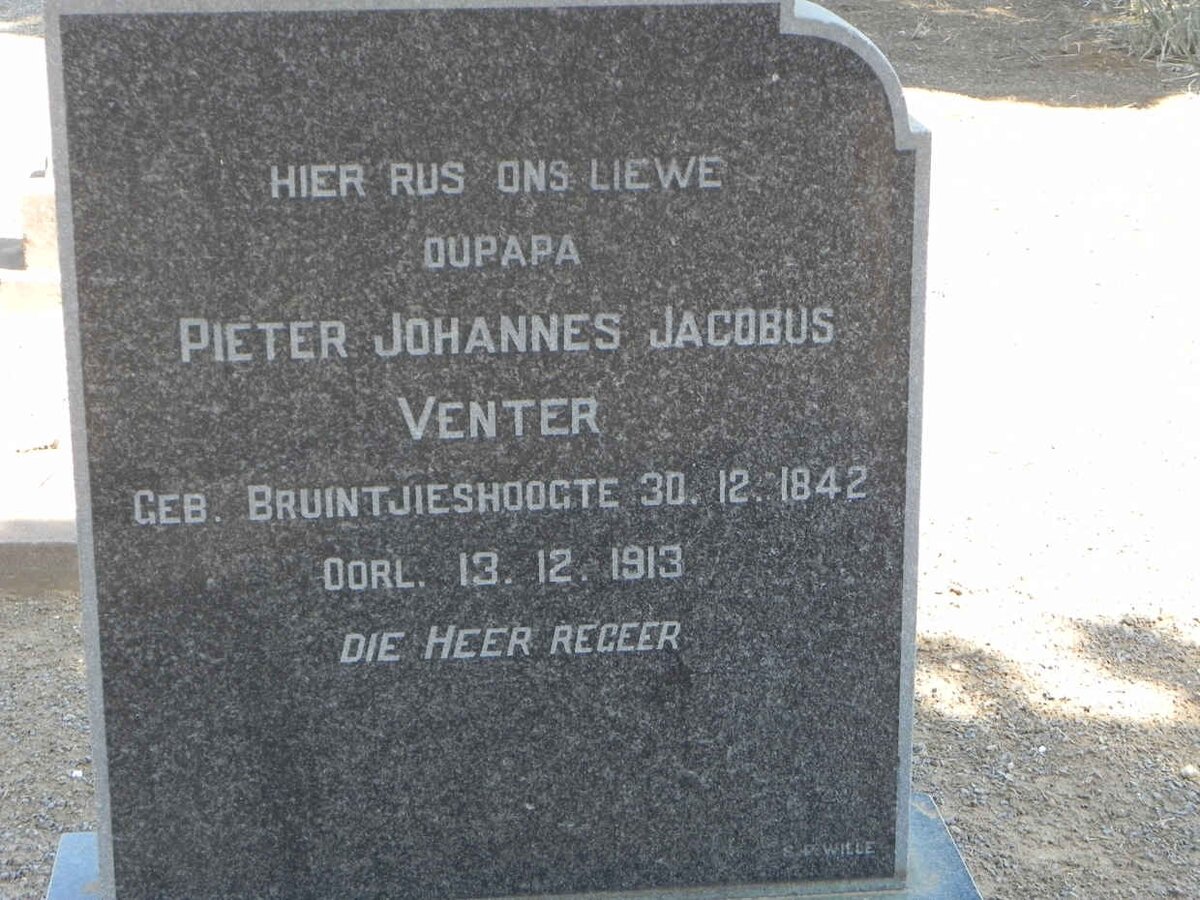 HIER RUS ONS LIEWE
OUPAPA
PIETER JOHANNES JACOBUS
VENTER
GEB. BRUINTJIESHOOGTE 30. 12. 1842
OORL. 13. 12. 1913
DIE HEER REGEER
WILLE